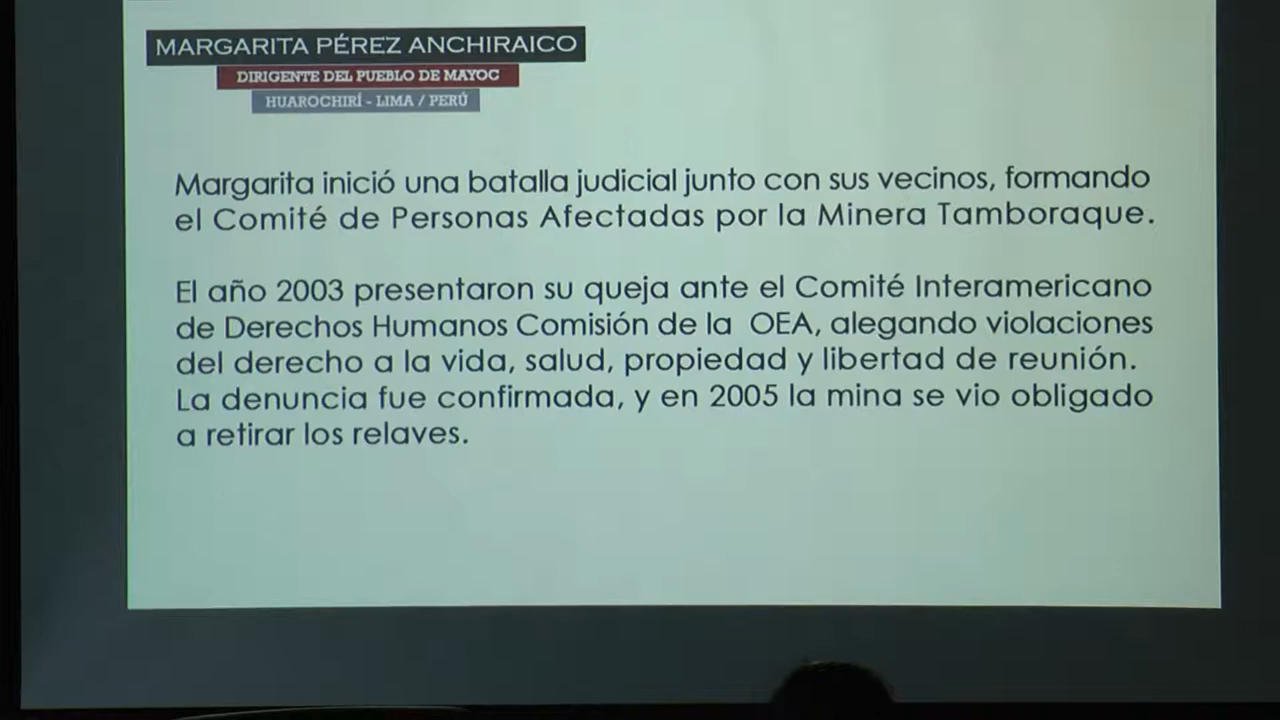 MARGARITA PÉREZ ANCHIRAICO
DIRIGENTE DEL PUEBLO DE MAYOC
HUAROCHIRÍ - LIMA / PERÚ
Margarita inició una batalla judicial junto con sus vecinos, formando
el Comité de Personas Afectadas por la Minera Tamboraque.
El año 2003 presentaron su queja ante el Comité Interamericano
de Derechos Humanos Comisión de la OEA, alegando violaciones
del derecho a la vida, salud, propiedad y libertad de reunión.
La denuncia fue confirmada, y en 2005 la mina se vio obligado
a retirar los relaves.